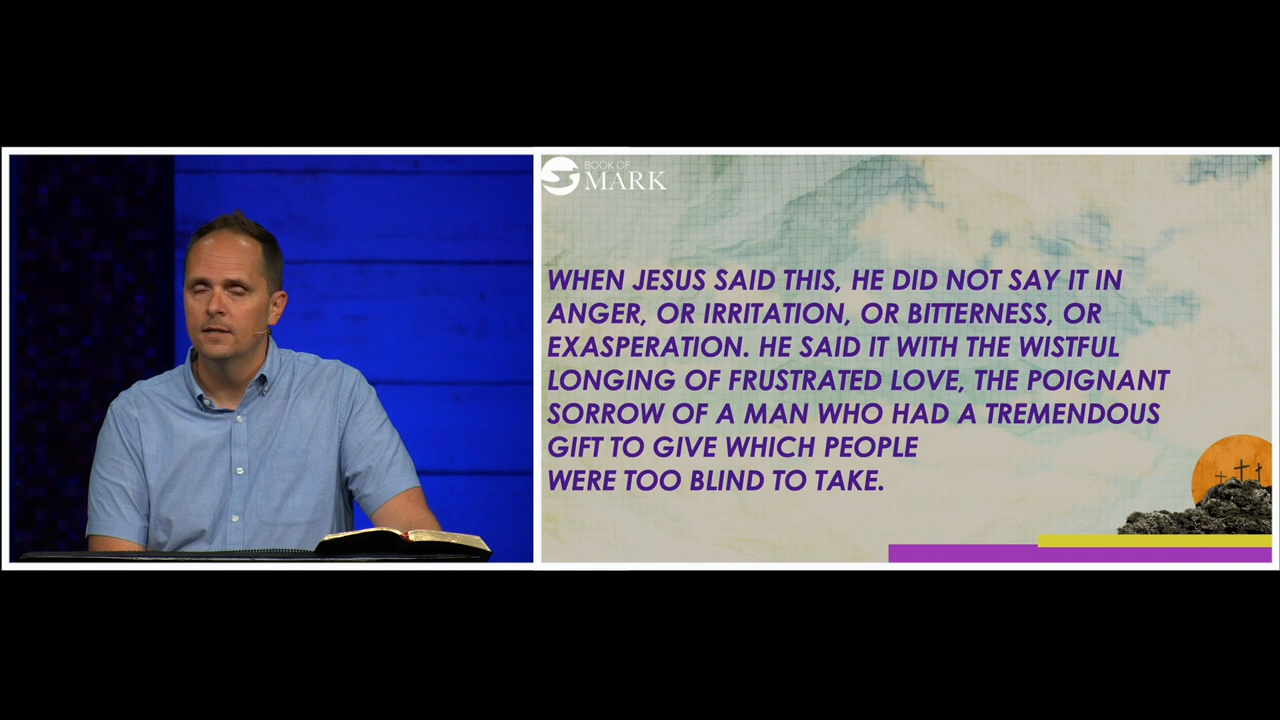 BOOK OF
MARK
WHEN JESUS SAID THIS, HE DID NOT SAY IT IN
ANGER, OR IRRITATION, OR BITTERNESS, OR
EXASPERATION. HE SAID IT WITH THE WISTFUL
LONGING OF FRUSTRATED LOVE, THE POIGNANT
SORROW OF A MAN WHO HAD A TREMENDOUS
GIFT TO GIVE WHICH PEOPLE
WERE TOO BLIND TO TAKE.